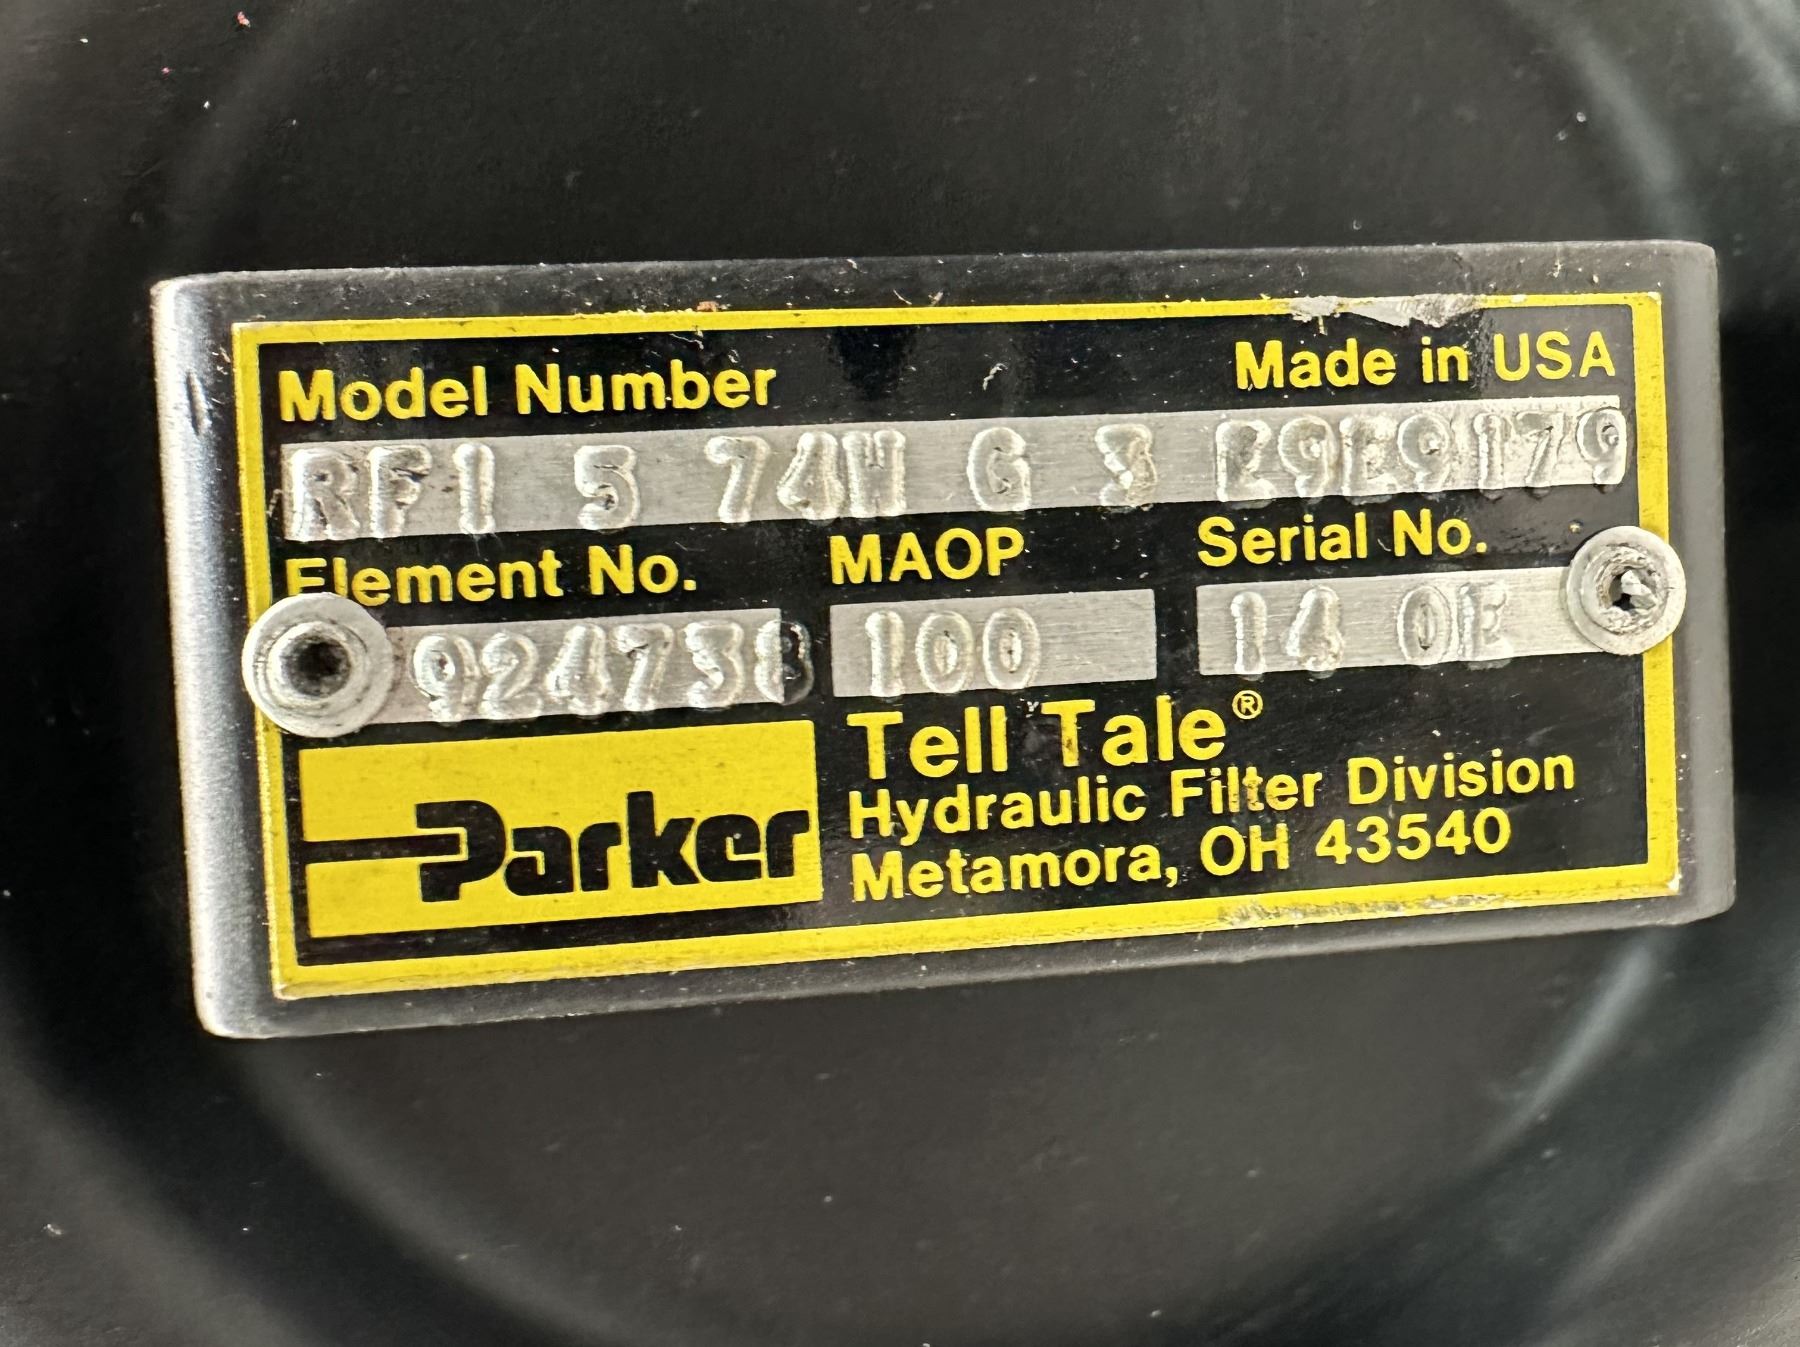 Model Number Made in USA
RF1 5 74W G 3 E9E9179
Element No. MAOP Serial No.
924738 100 14 0E
Parker
Tell Tale®
Hydraulic Filter Division
Metamora, OH 43540